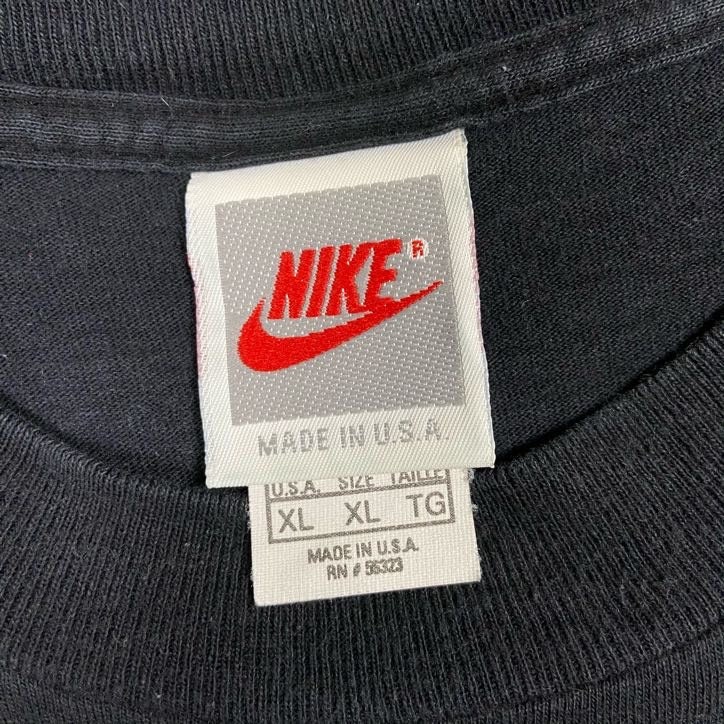 NIKE®
MADE IN U.S.A.
U.S.A. SIZE TAILLE
XL XL TG
MADE IN U.S.A.
RN # 56323